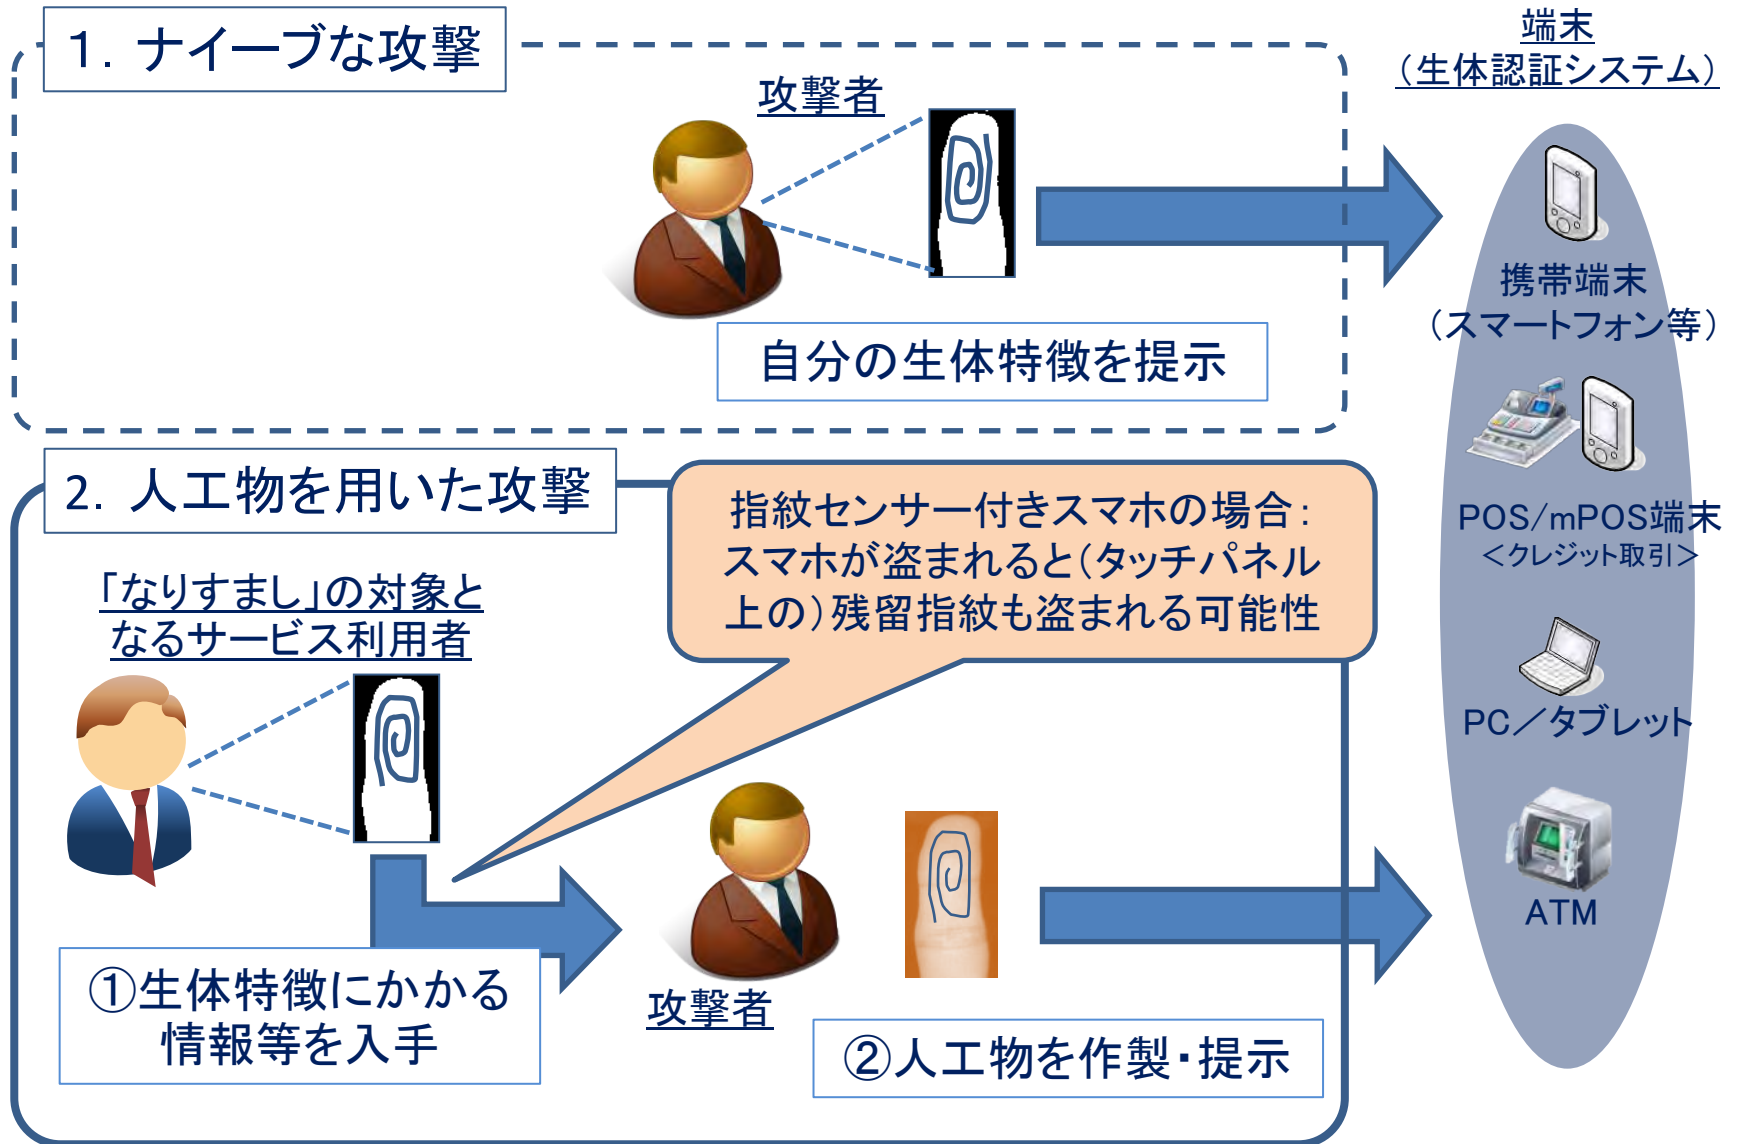 1. ナイーブな攻撃
攻撃者
自分の生体特徴を提示
端末
（生体認証システム）
携帯端末
（スマートフォン等）
POS/mPOS端末
＜クレジット取引＞
PC／タブレット
ATM
2. 人工物を用いた攻撃
指紋センサー付きスマホの場合：
スマホが盗まれると（タッチパネル
上の）残留指紋も盗まれる可能性
「なりすまし」の対象と
なるサービス利用者
①生体特徴にかかる
情報等を入手
攻撃者
②人工物を作製・提示